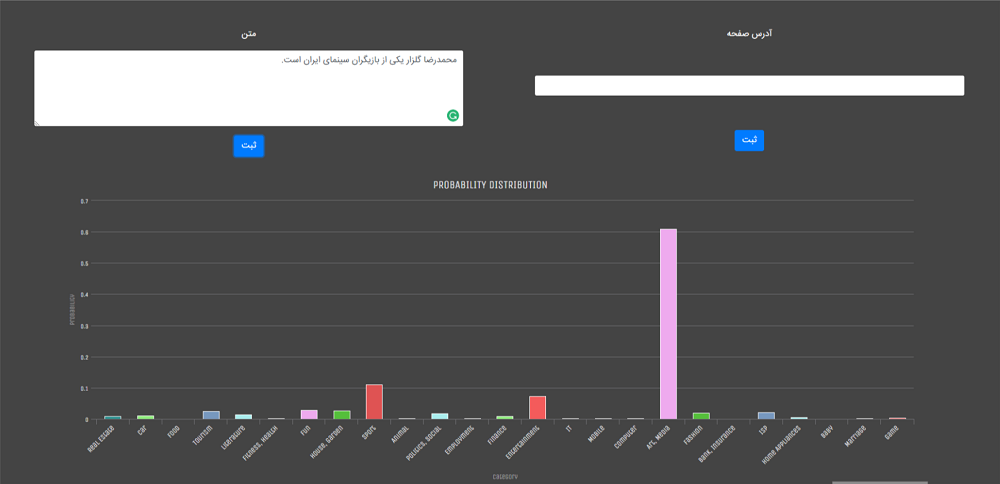 آدرس صفحه
متن
محمدرضا گلزار یکی از بازیگران سینمای ایران است.
ثبت
ثبت
PROBABILITY DISTRIBUTION
0.7
0.6
0.5
0.4
0.3
0.2
0.1
0
Probability
Real Estate
Car
Food
Tourism
Literature
Fitness, Health
Fun
House, Garden
Sport
Animal
Politics, Social
Employment
Finance
Entertainment
IT
Mobile
Computer
Art, Media
Fashion
Bank, Insurance
ISP
Home Appliances
Baby
Marriage
Game
Category